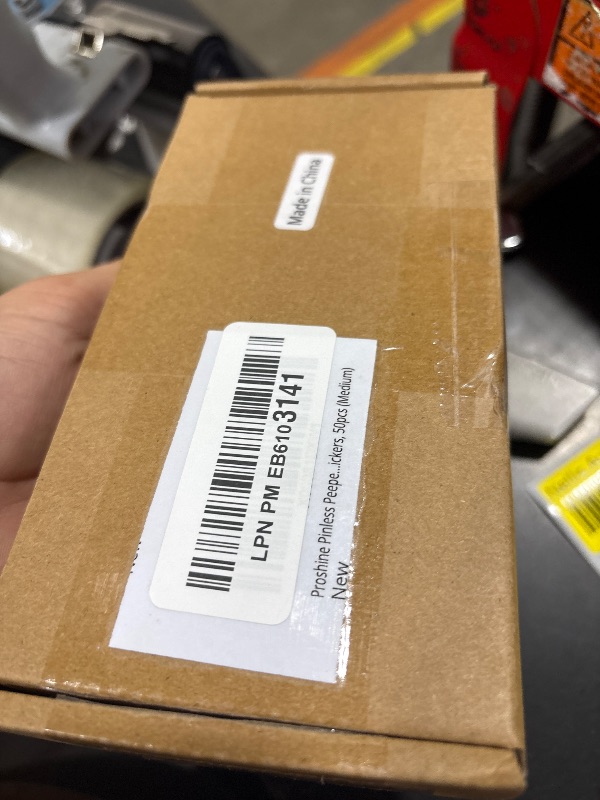 Made in China
LPN PM EB6103141
Proshine Pinless Peepe...ickers, 50pcs (Medium)
New